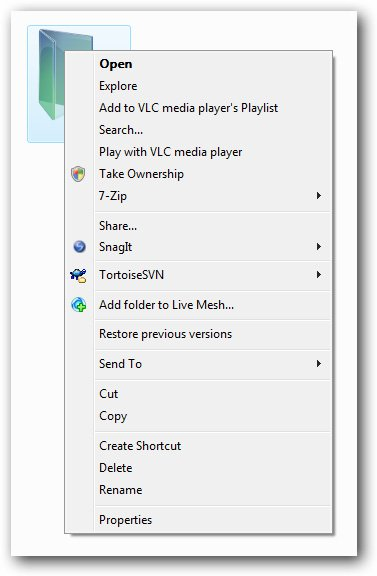 Open
Explore
Add to VLC media player's Playlist
Search...
Play with VLC media player
Take Ownership
7-Zip
Share...
SnagIt
TortoiseSVN
Add folder to Live Mesh...
Restore previous versions
Send To
Cut
Copy
Create Shortcut
Delete
Rename
Properties